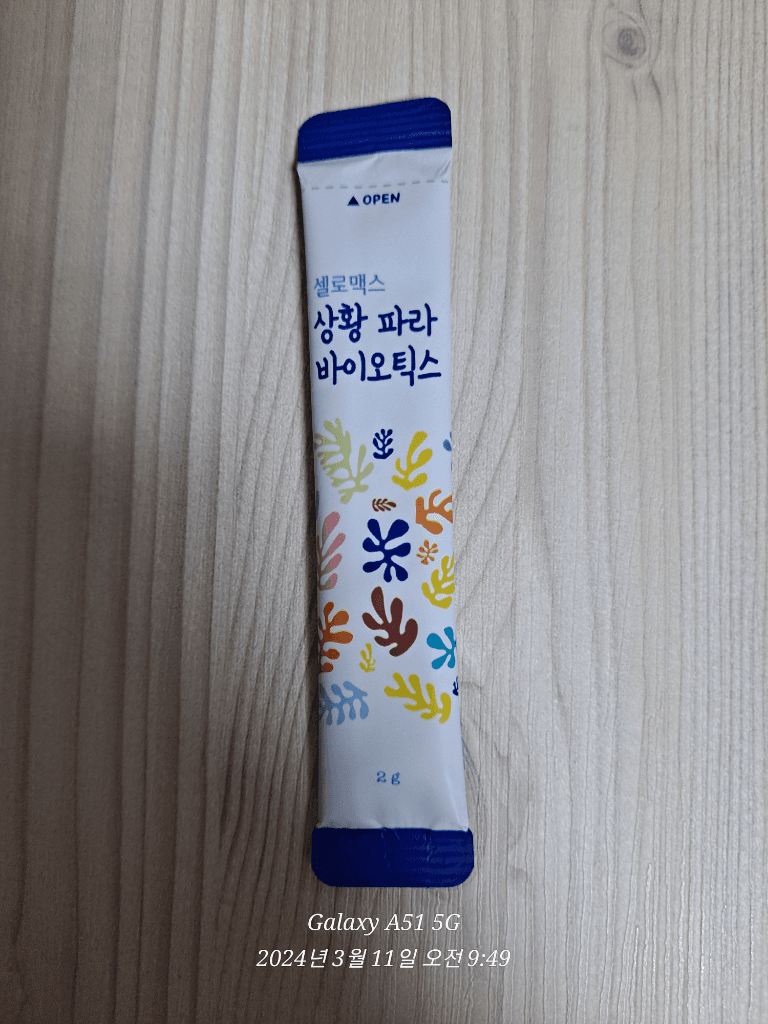 ▲ OPEN
셀로맥스
상황 파라
바이오틱스
2 g
Galaxy A51 5G
2024년 3월 11일 오전 9:49